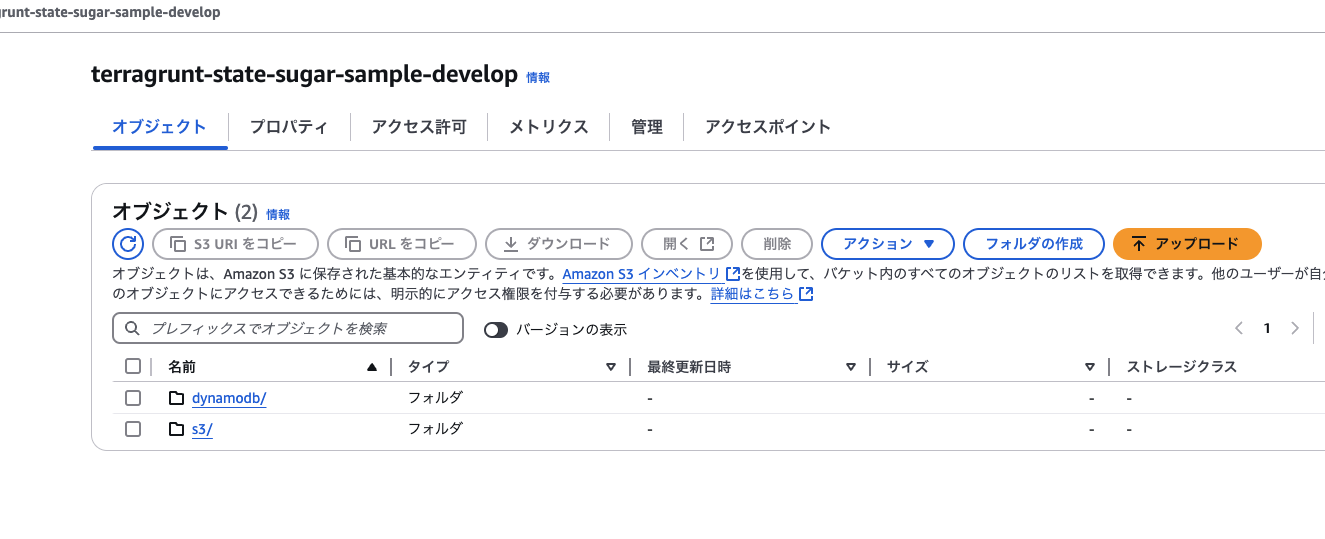 grunt-state-sugar-sample-develop
terragrunt-state-sugar-sample-develop 情報
オブジェクト プロパティ アクセス許可 メトリクス 管理 アクセスポイント
オブジェクト (2) 情報
S3 URI をコピー URL をコピー ダウンロード 開く 削除 アクション フォルダの作成 アップロード
オブジェクトは、Amazon S3 に保存された基本的なエンティティです。Amazon S3 インベントリ を使用して、バケット内のすべてのオブジェクトのリストを取得できます。他のユーザーが自分
のオブジェクトにアクセスできるためには、明示的にアクセス権限を付与する必要があります。詳細はこちら
プレフィックスでオブジェクトを検索 バージョンの表示 1
名前 タイプ 最終更新日時 サイズ ストレージクラス
dynamodb/ フォルダ - - -
s3/ フォルダ - - -